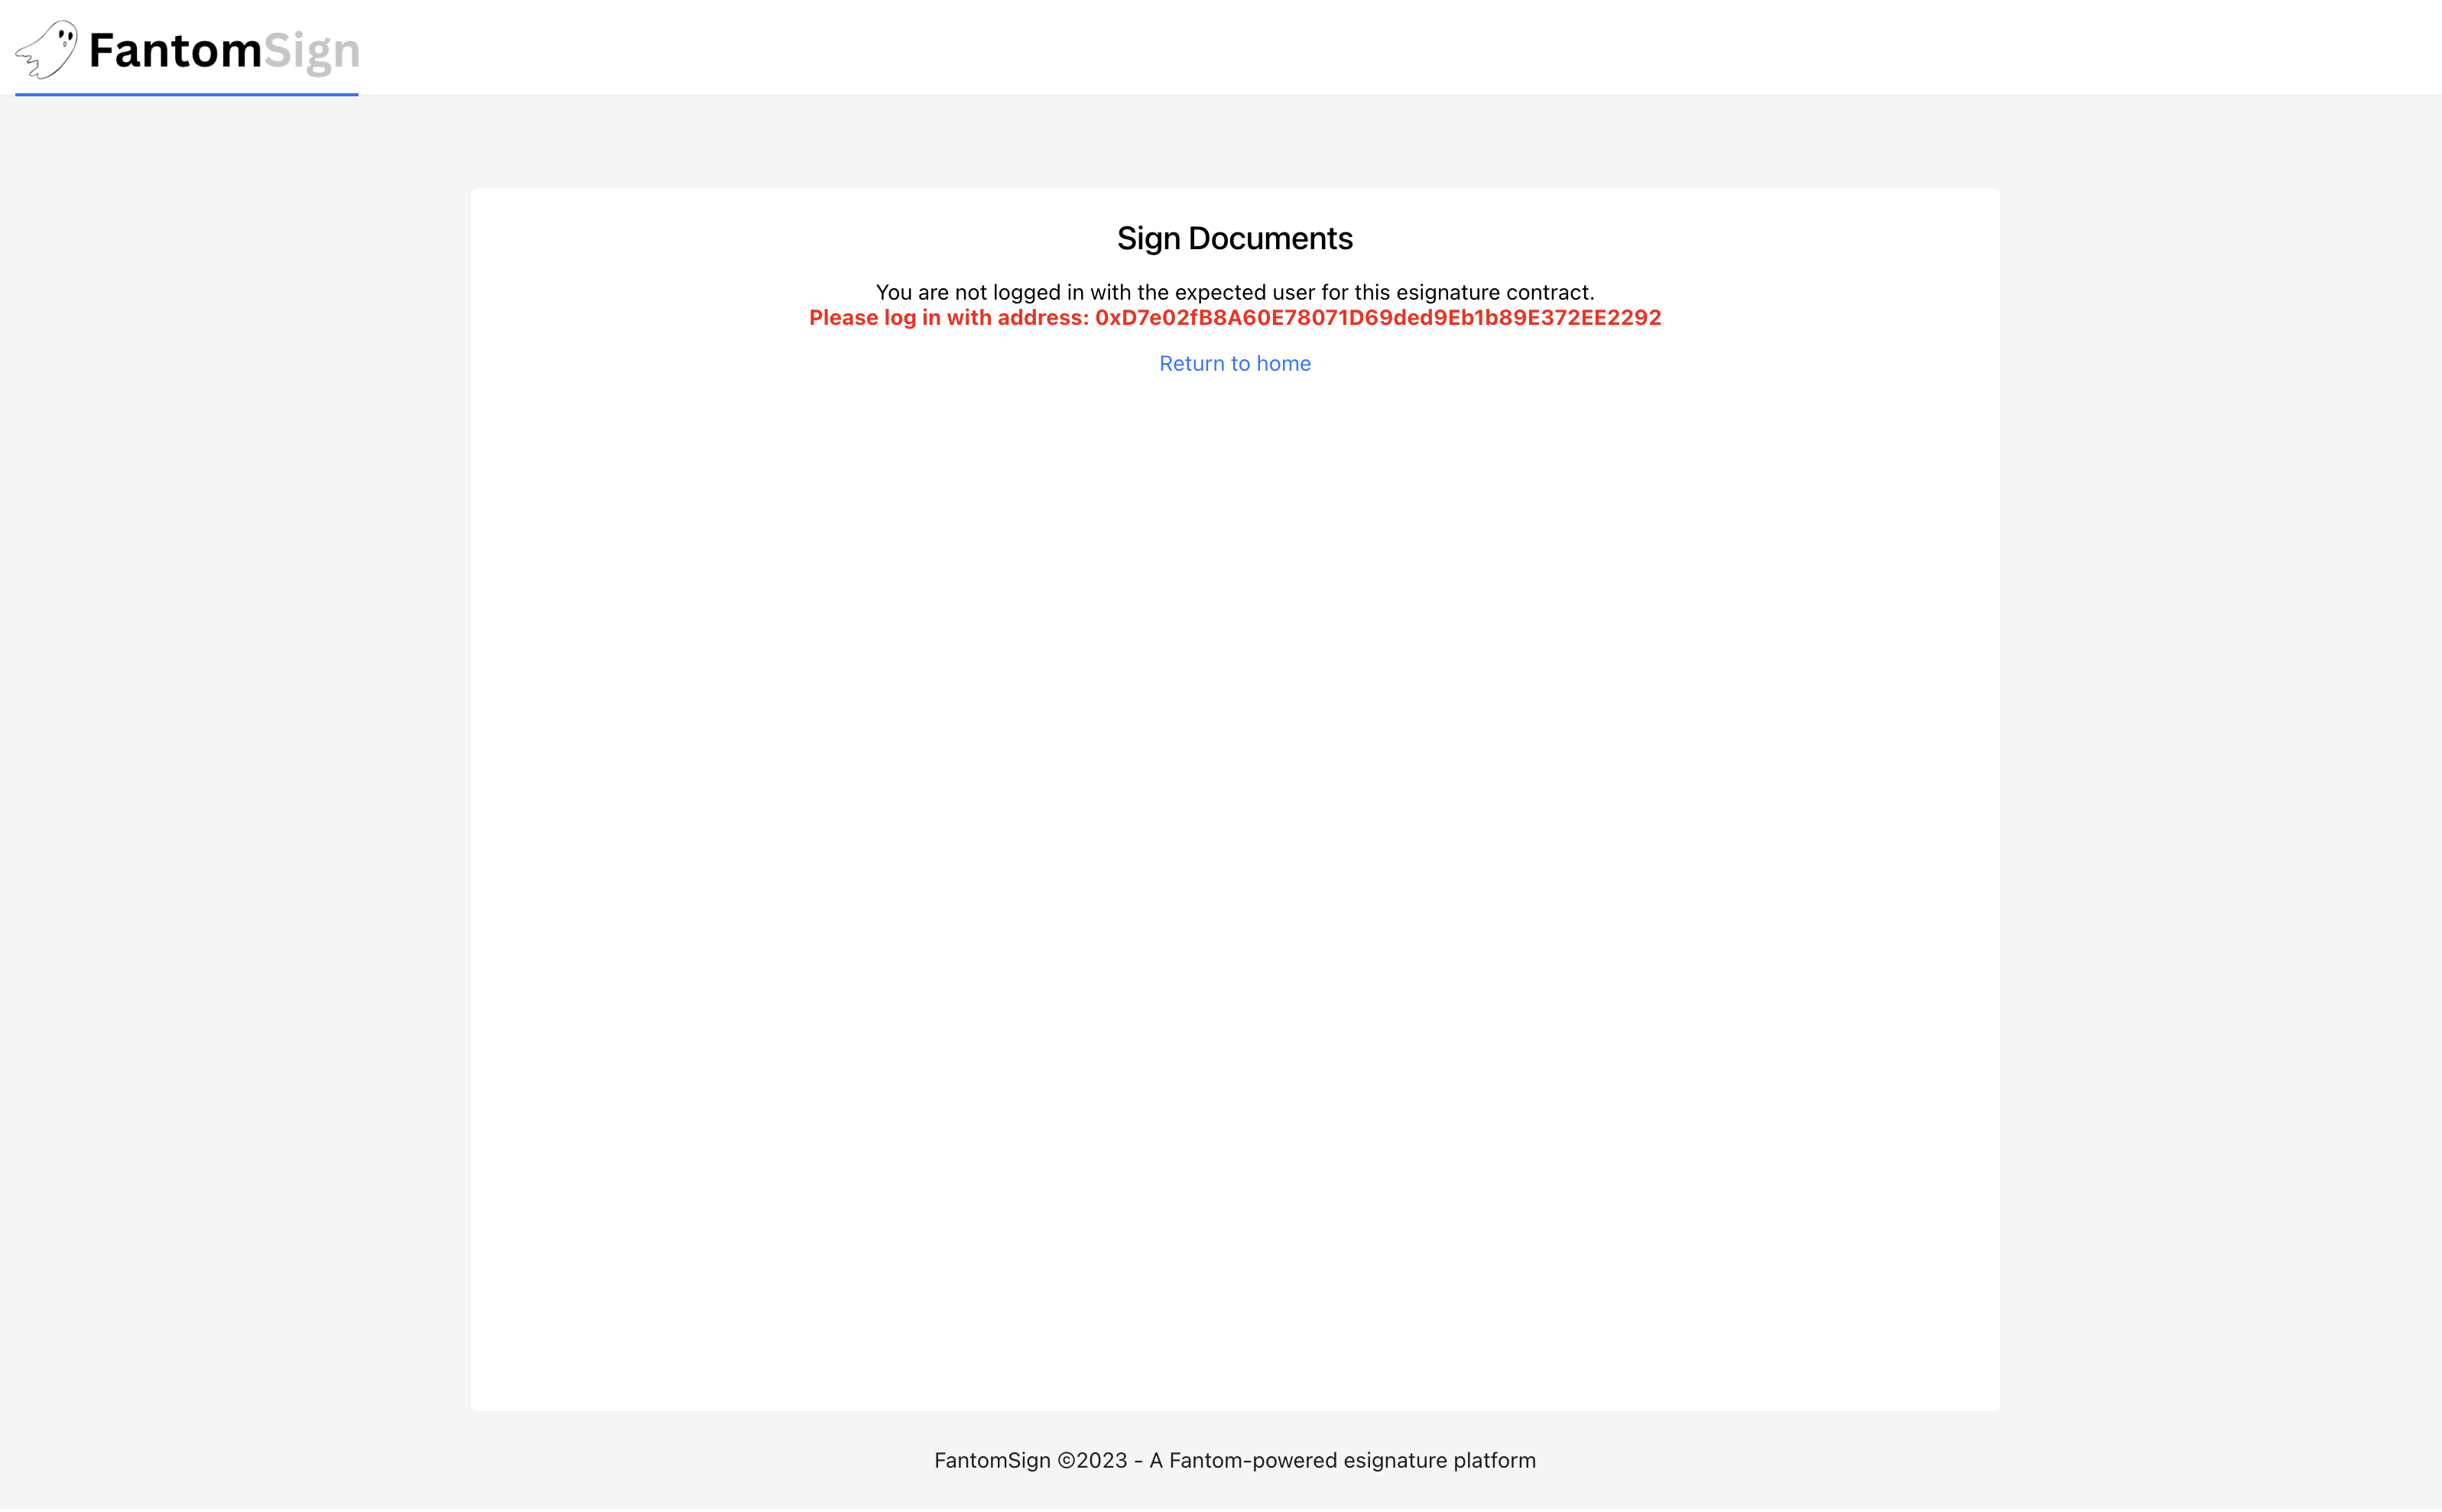 FantomSign
Sign Documents
You are not logged in with the expected user for this esignature contract.
Please log in with address: 0xD7e02fB8A60E78071D69ded9Eb1b89E372EE2292
Return to home
FantomSign ©2023 - A Fantom-powered esignature platform